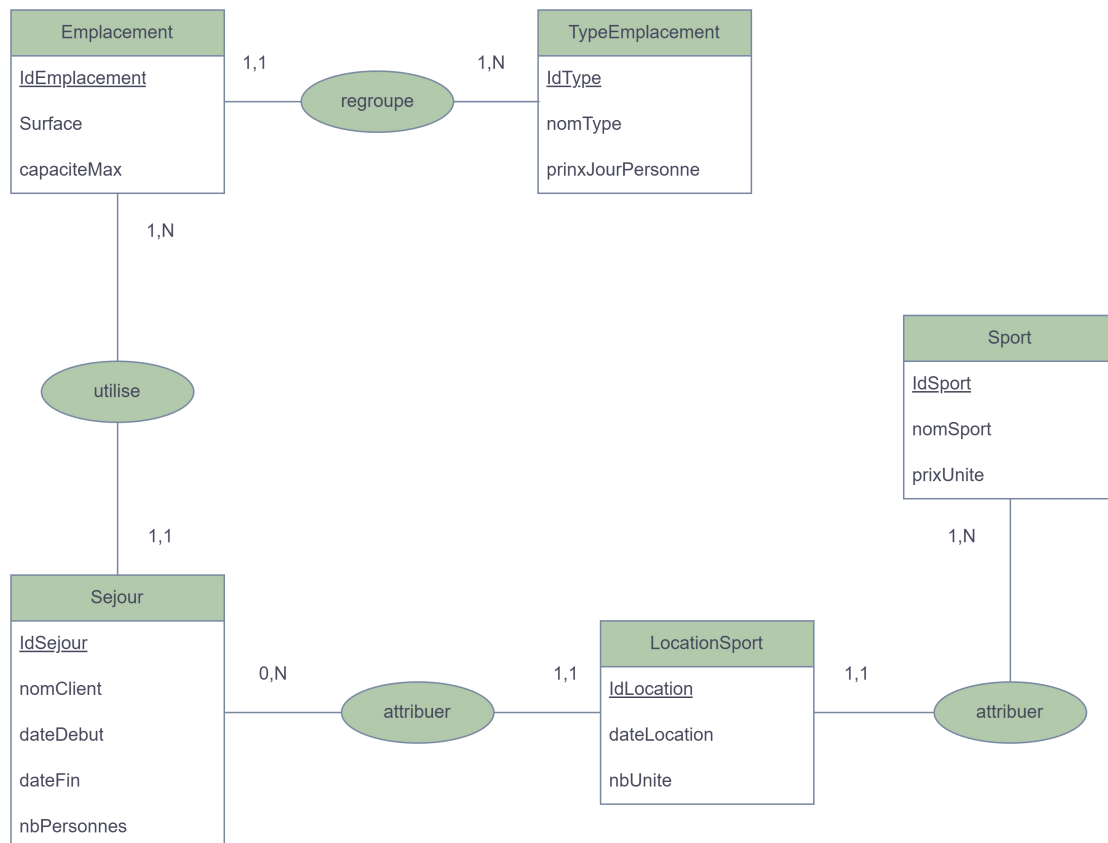 Emplacement
IdEmplacement
Surface
capaciteMax
1,1
regroupe
1,N
TypeEmplacement
IdType
nomType
prinxJourPersonne
1,N
utilise
1,1
Sport
IdSport
nomSport
prixUnite
1,N
Sejour
IdSejour
nomClient
dateDebut
dateFin
nbPersonnes
0,N
attribuer
1,1
LocationSport
IdLocation
dateLocation
nbUnite
1,1
attribuer